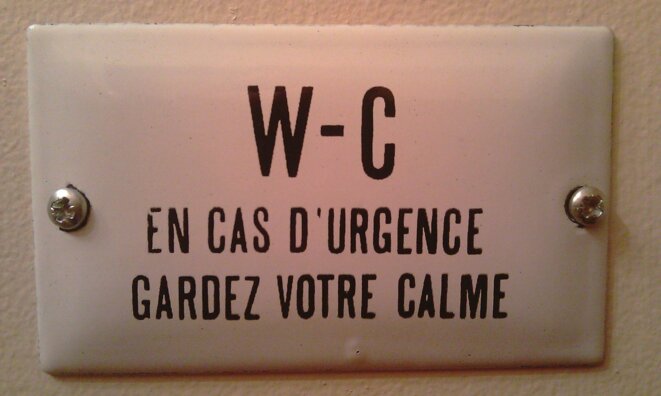 W-C
EN CAS D'URGENCE
GARDEZ VOTRE CALME